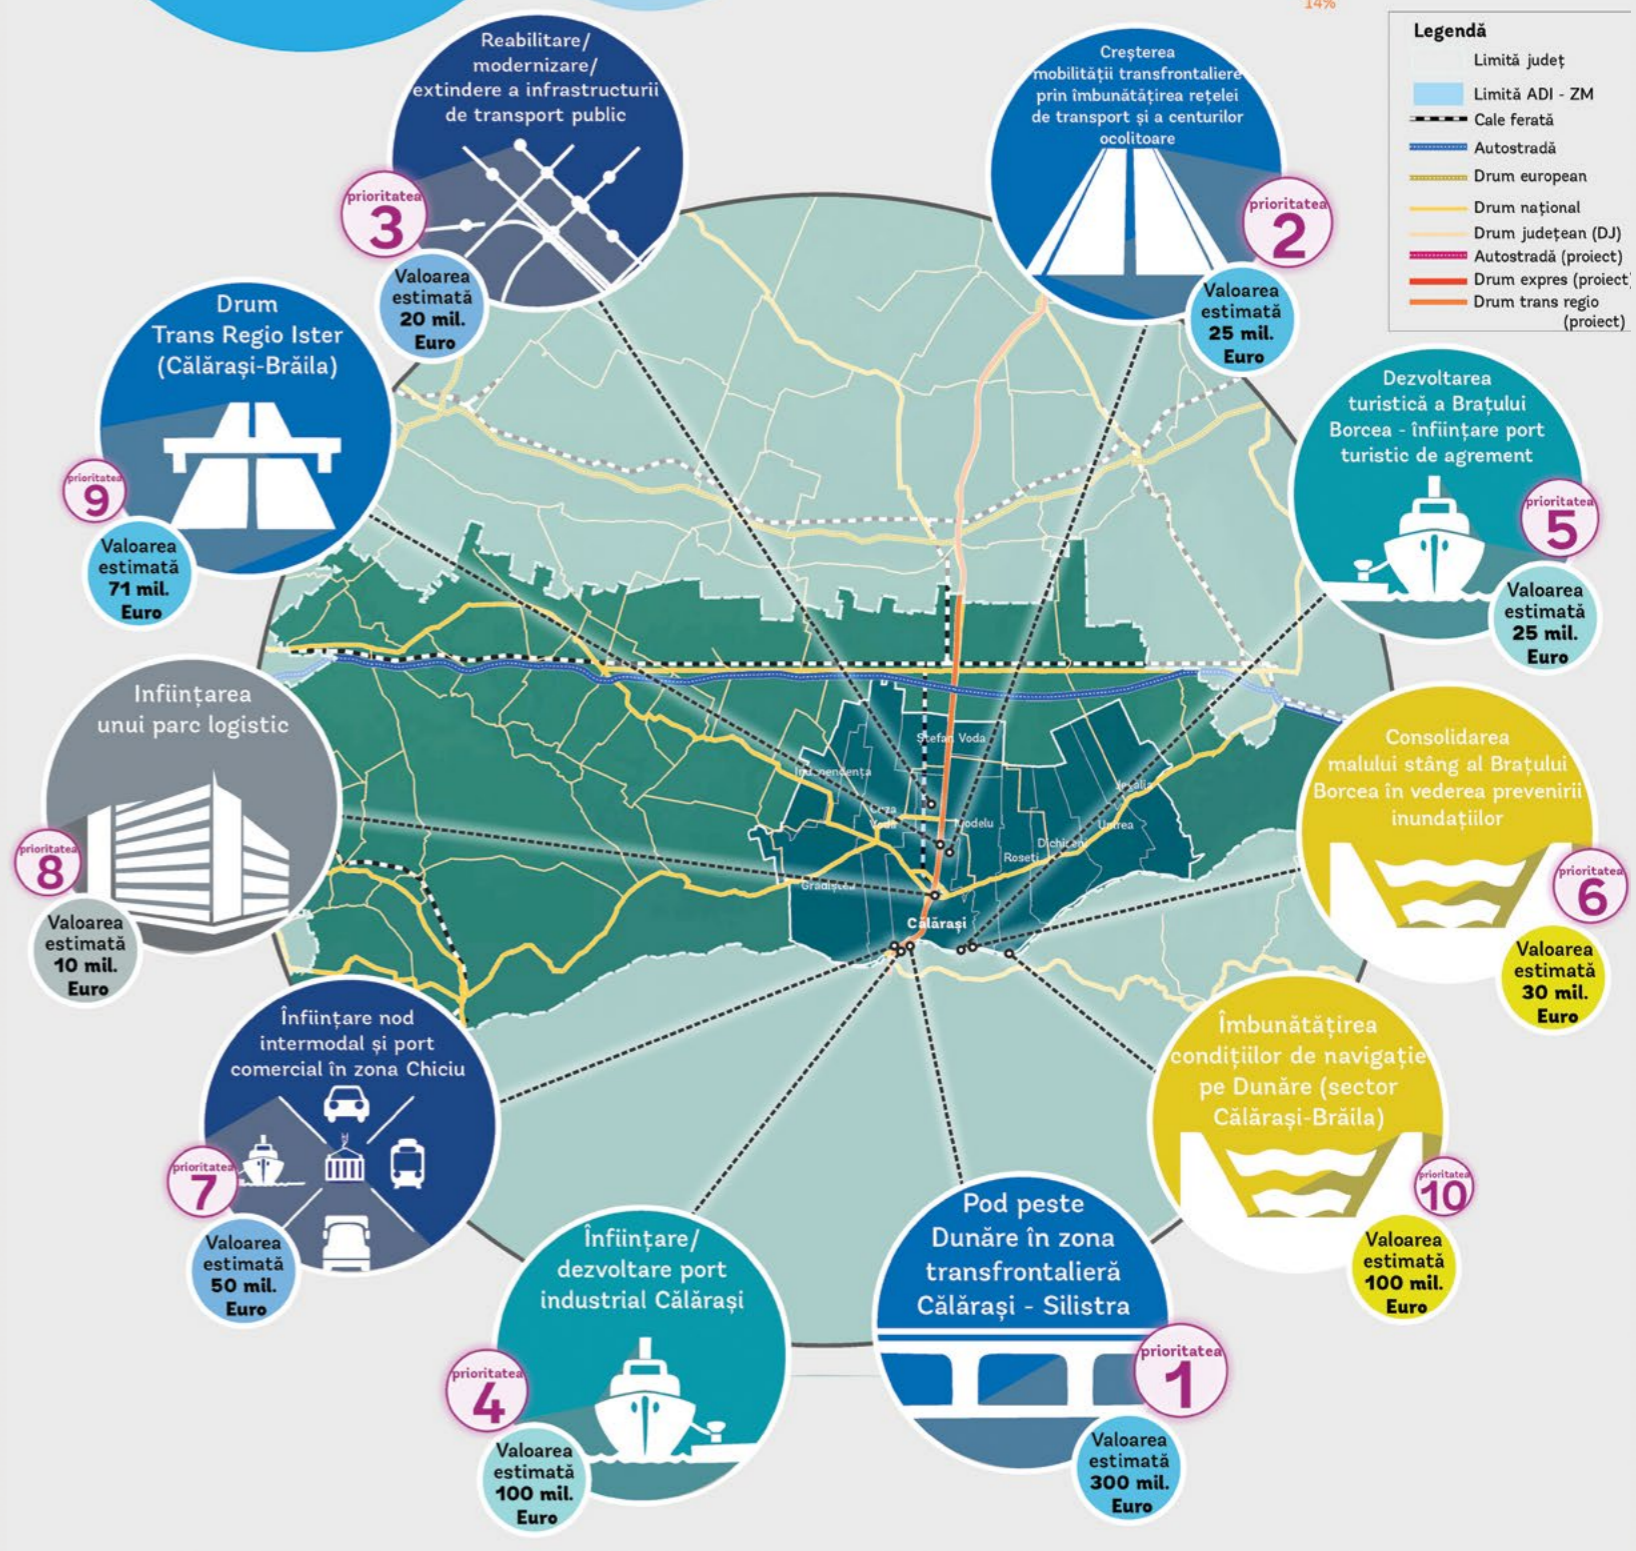 14%
Legendă
Limită județ
Limită ADI - ZM
Cale ferată
Autostradă
Drum european
Drum național
Drum județean (DJ)
Autostradă (proiect)
Drum expres (proiect
Drum trans regio
(proiect)
Reabilitare/
modernizare/
extindere a infrastructurii
de transport public
prioritatea
3
Valoarea
estimată
20 mil.
Euro
Creșterea
mobilității transfrontaliere
prin îmbunătățirea rețelei
de transport și a centurilor
ocolitoare
prioritatea
2
Valoarea
estimată
25 mil.
Euro
Drum
Trans Regio Ister
(Călărași-Brăila)
prioritatea
9
Valoarea
estimată
71 mil.
Euro
Dezvoltarea
turistică a Brațului
Borcea - înființare port
turistic de agrement
prioritatea
5
Valoarea
estimată
25 mil.
Euro
Inființarea
unui parc logistic
prioritatea
8
Valoarea
estimată
10 mil.
Euro
Consolidarea
malului stâng al Brațului
Borcea în vederea prevenirii
inundațiilor
prioritatea
6
Valoarea
estimată
30 mil.
Euro
Ștefan Voda
Modelu
Roseți
Călărași
Înființare nod
intermodal și port
comercial în zona Chiciu
prioritatea
7
Valoarea
estimată
50 mil.
Euro
Îmbunătățirea
condițiilor de navigație
pe Dunăre (sector
Călărași-Brăila)
prioritatea
10
Valoarea
estimată
100 mil.
Euro
Înființare/
dezvoltare port
industrial Călărași
prioritatea
4
Valoarea
estimată
100 mil.
Euro
Pod peste
Dunăre în zona
transfrontalieră
Călărași - Silistra
prioritatea
1
Valoarea
estimată
300 mil.
Euro